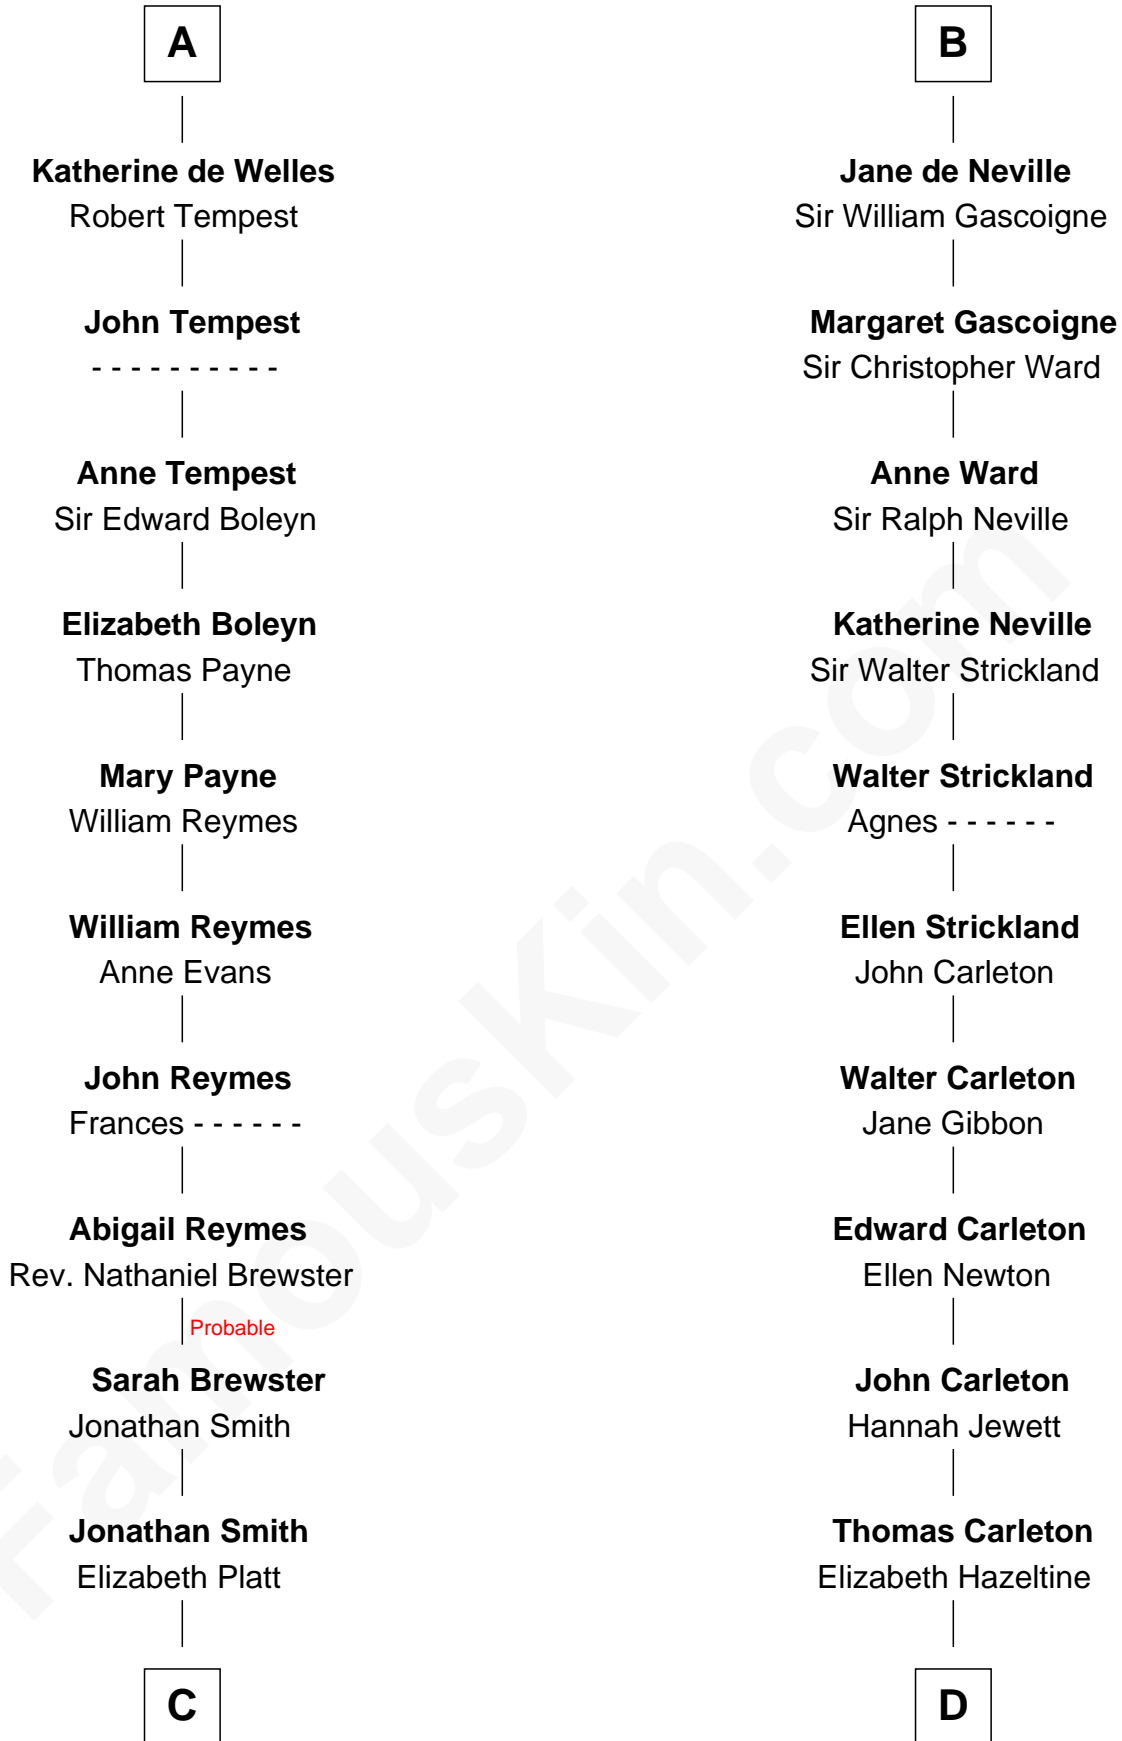 A
Katherine de Welles
Robert Tempest
John Tempest
- - - - - - - - - -
Anne Tempest
Sir Edward Boleyn
Elizabeth Boleyn
Thomas Payne
Mary Payne
William Reymes
William Reymes
Anne Evans
John Reymes
Frances - - - - - -
Abigail Reymes
Rev. Nathaniel Brewster
Probable
Sarah Brewster
Jonathan Smith
Jonathan Smith
Elizabeth Platt
C
B
Jane de Neville
Sir William Gascoigne
Margaret Gascoigne
Sir Christopher Ward
Anne Ward
Sir Ralph Neville
Katherine Neville
Sir Walter Strickland
Walter Strickland
Agnes - - - - - -
Ellen Strickland
John Carleton
Walter Carleton
Jane Gibbon
Edward Carleton
Ellen Newton
John Carleton
Hannah Jewett
Thomas Carleton
Elizabeth Hazeltine
D
FamousKin.com